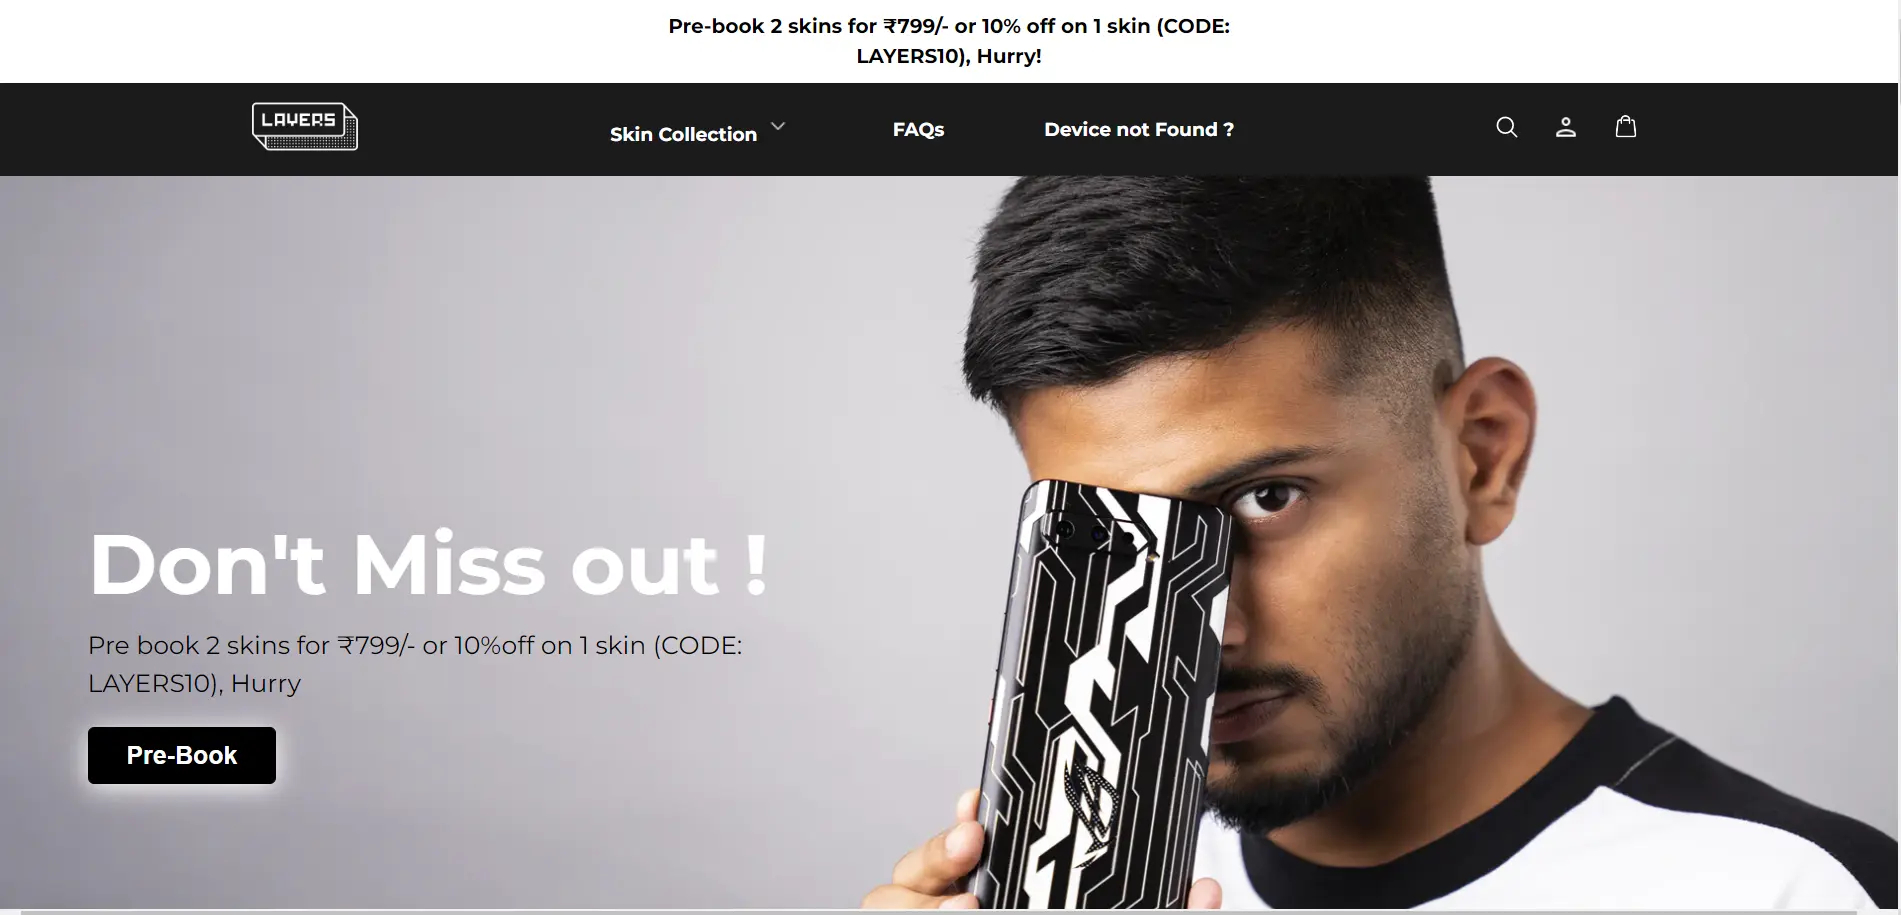 Pre-book 2 skins for ₹799/- or 10% off on 1 skin (CODE:
LAYERS10), Hurry!
LAYERS
Skin Collection
FAQs
Device not Found ?
Don't Miss out !
Pre book 2 skins for ₹799/- or 10%off on 1 skin (CODE:
LAYERS10), Hurry
Pre-Book